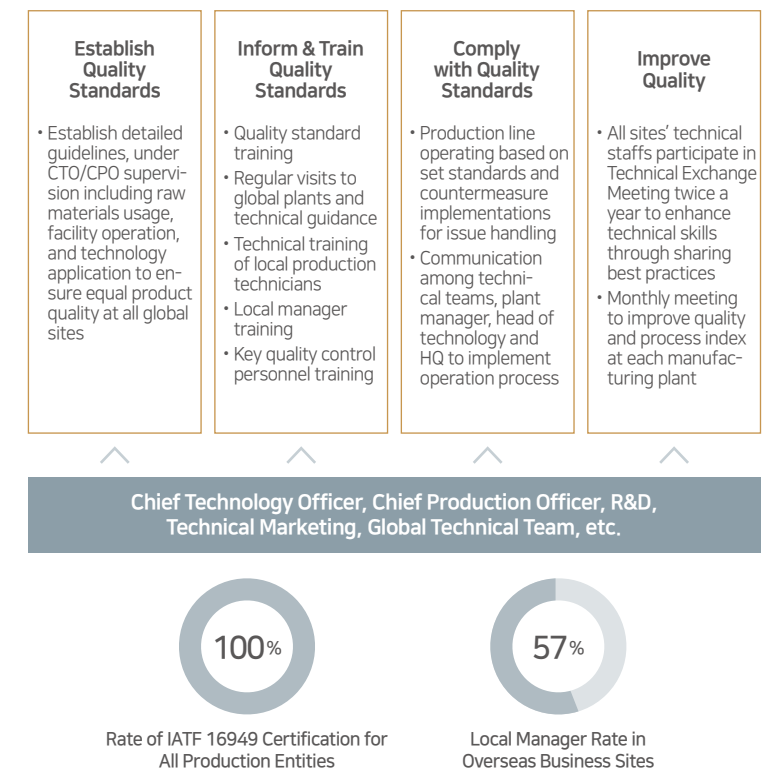 Establish
Quality
Standards
• Establish detailed
guidelines, under
CTO/CPO supervi-
sion including raw
materials usage,
facility operation,
and technology
application to en-
sure equal product
quality at all global
sites
Inform & Train
Quality
Standards
• Quality standard
training
• Regular visits to
global plants and
technical guidance
• Technical training
of local production
technicians
• Local manager
training
• Key quality control
personnel training
Comply
with Quality
Standards
• Production line
operating based on
set standards and
countermeasure
implementations
for issue handling
• Communication
among techni-
cal teams, plant
manager, head of
technology and
HQ to implement
operation process
Improve
Quality
• All sites’ technical
staffs participate in
Technical Exchange
Meeting twice a
year to enhance
technical skills
through sharing
best practices
• Monthly meeting
to improve quality
and process index
at each manufac-
turing plant
Chief Technology Officer, Chief Production Officer, R&D,
Technical Marketing, Global Technical Team, etc.
100%
Rate of IATF 16949 Certification for
All Production Entities
57%
Local Manager Rate in
Overseas Business Sites